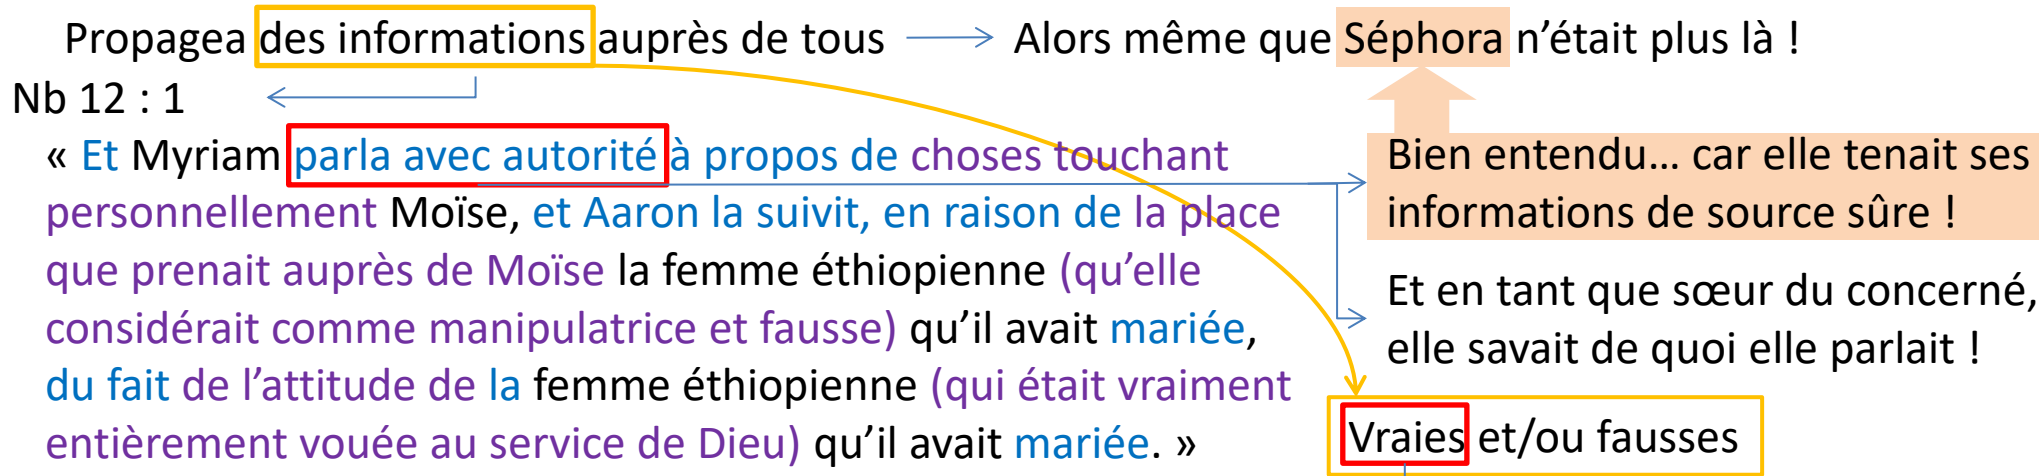 Propagea des informations auprès de tous Alors même que Séphora n'était plus là !
Nb 12 : 1
« Et Myriam parla avec autorité à propos de choses touchant
personnellement Moïse, et Aaron la suivit, en raison de la place
que prenait auprès de Moïse la femme éthiopienne (qu'elle
considérait comme manipulatrice et fausse) qu'il avait mariée,
du fait de l'attitude de la femme éthiopienne (qui était vraiment
entièrement vouée au service de Dieu) qu'il avait mariée. »
Bien entendu… car elle tenait ses
informations de source sûre !
Et en tant que sœur du concerné,
elle savait de quoi elle parlait !
Vraies et/ou fausses